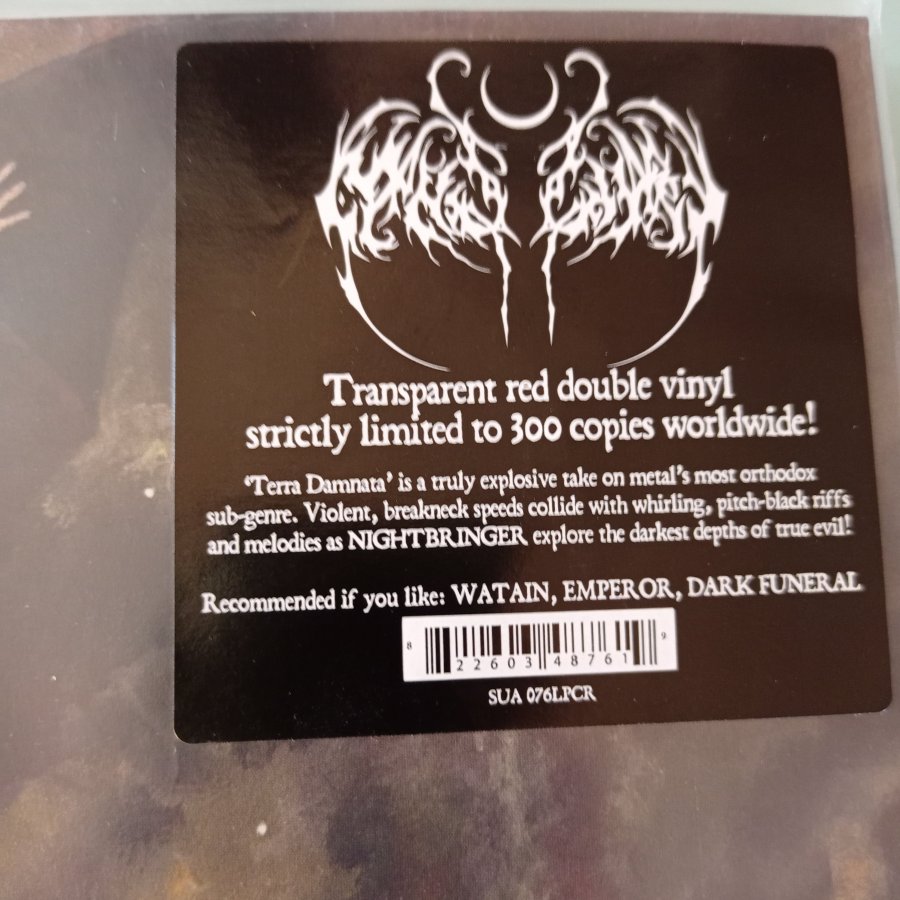 Transparent red double vinyl
strictly limited to 300 copies worldwide!
‘Terra Damnata’ is a truly explosive take on metal’s most orthodox
sub-genre. Violent, breakneck speeds collide with whirling, pitch-black riffs
and melodies as NIGHTBRINGER explore the darkest depths of true evil!
Recommended if you like: WATAIN, EMPEROR, DARK FUNERAL
8 22603 48761 9
SUA 076LPCR